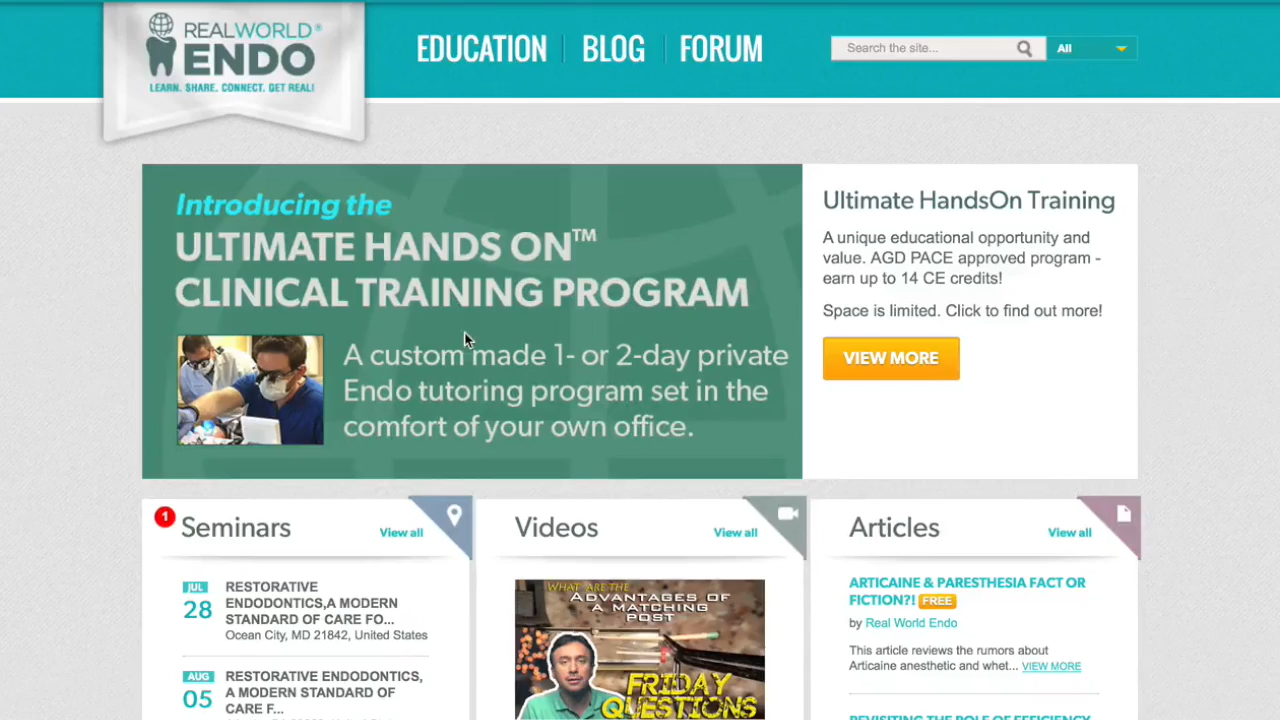 REALWORLD®
ENDO
LEARN. SHARE. CONNECT. GET REAL!
EDUCATION
BLOG
FORUM
Search the site...
All
Introducing the
ULTIMATE HANDS ON™
CLINICAL TRAINING PROGRAM
A custom made 1- or 2-day private
Endo tutoring program set in the
comfort of your own office.
Ultimate HandsOn Training
A unique educational opportunity and
value. AGD PACE approved program -
earn up to 14 CE credits!
Space is limited. Click to find out more!
VIEW MORE
1
Seminars
View all
JUL
28
RESTORATIVE
ENDODONTICS,A MODERN
STANDARD OF CARE FO...
Ocean City, MD 21842, United States
AUG
05
RESTORATIVE ENDODONTICS,
A MODERN STANDARD OF
CARE F...
Videos
View all
WHAT ARE THE
ADVANTAGES OF
A MATCHING
POST
FRIDAY
QUESTIONS
Articles
View all
ARTICAINE & PARESTHESIA FACT OR
FICTION?! FREE
by Real World Endo
This article reviews the rumors about
Articaine anesthetic and whet... VIEW MORE
REVISITING THE ROLE OF EFFICIENCY